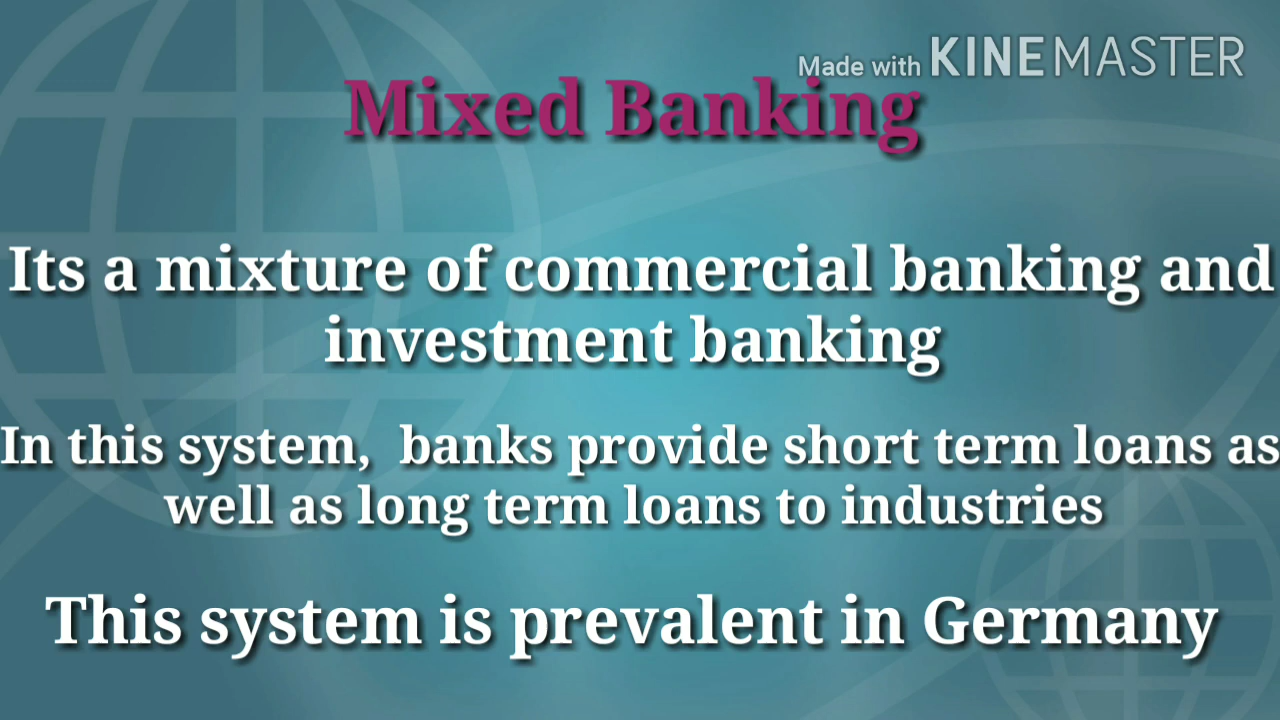 Made with KINEMASTER
Mixed Banking
Its a mixture of commercial banking and
investment banking
In this system, banks provide short term loans as
well as long term loans to industries
This system is prevalent in Germany